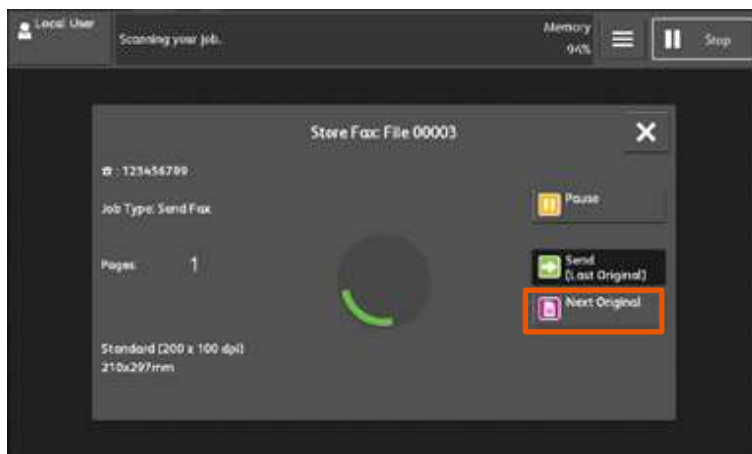 Local User
Scanning your job.
Memory
94%
Stop
Store Fax: File 00003
☎ : 123456789
Job Type: Send Fax
Pause
Pages: 1
Send
(Last Original)
Next Original
Standard (200 x 100 dpi)
210x297mm